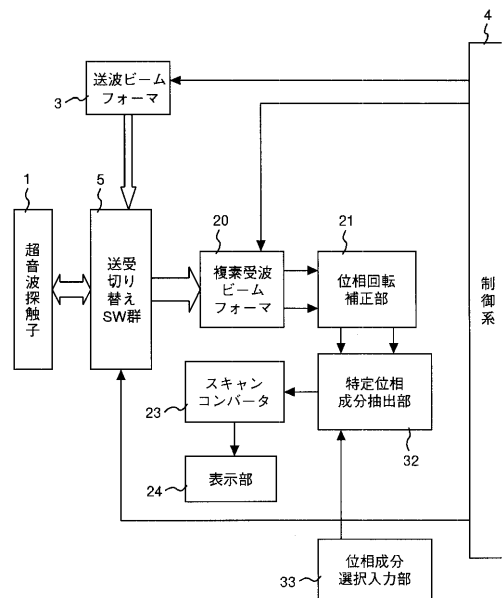 4
送波ビーム
フォーマ
3
1
超音波探触子
5
送受
切り
替え
SW群
20
複素受波
ビーム
フォーマ
21
位相回転
補正部
制御系
スキャン
コンバータ
23
特定位相
成分抽出部
32
表示部
24
位相成分
選択入力部
33